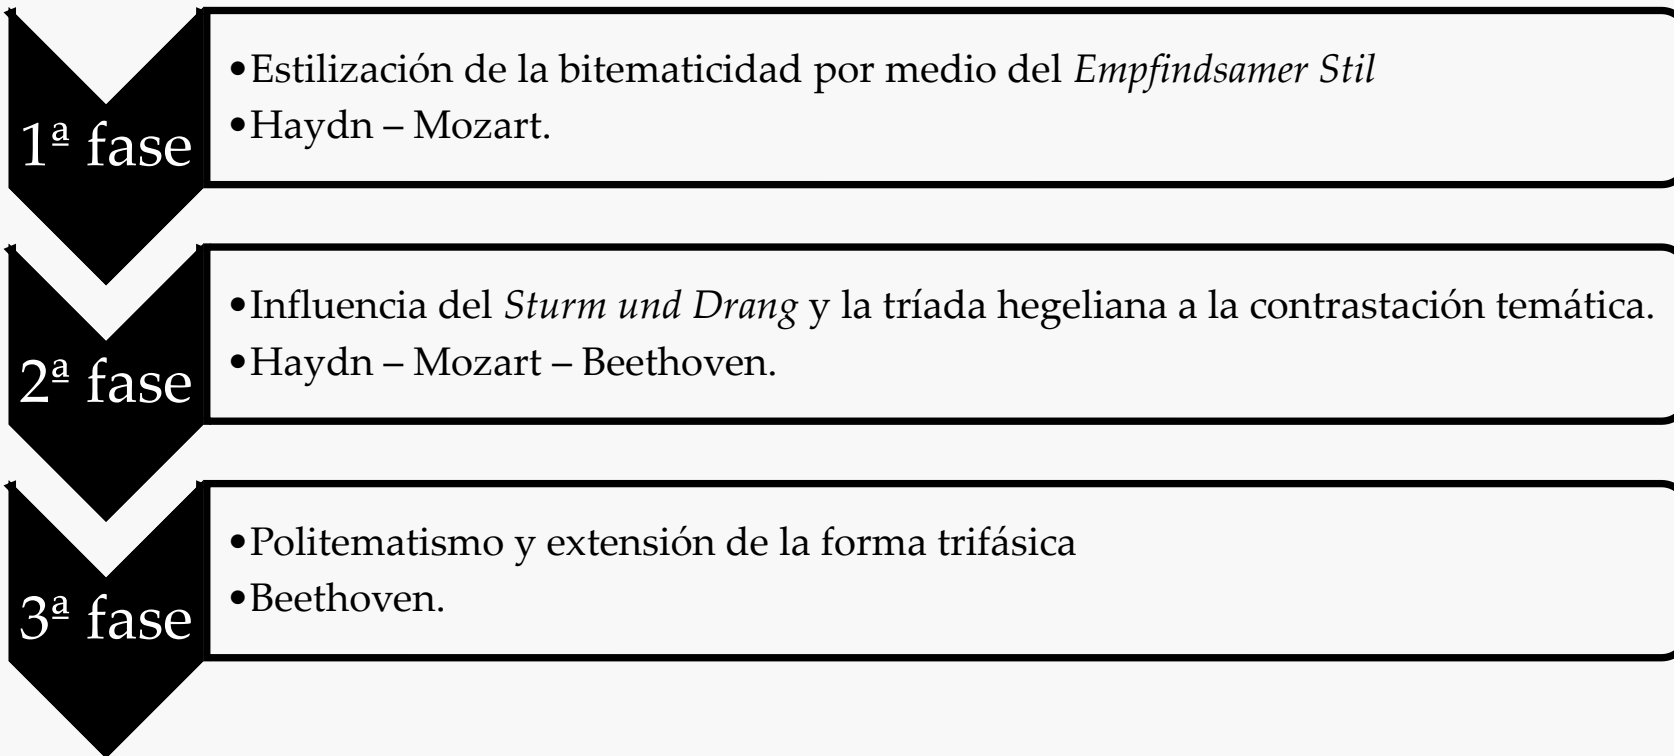 1ª fase
•Estilización de la bitematicidad por medio del Empfindsamer Stil
•Haydn – Mozart.
2ª fase
•Influencia del Sturm und Drang y la tríada hegeliana a la contrastación temática.
•Haydn – Mozart – Beethoven.
3ª fase
•Politematismo y extensión de la forma trifásica
•Beethoven.